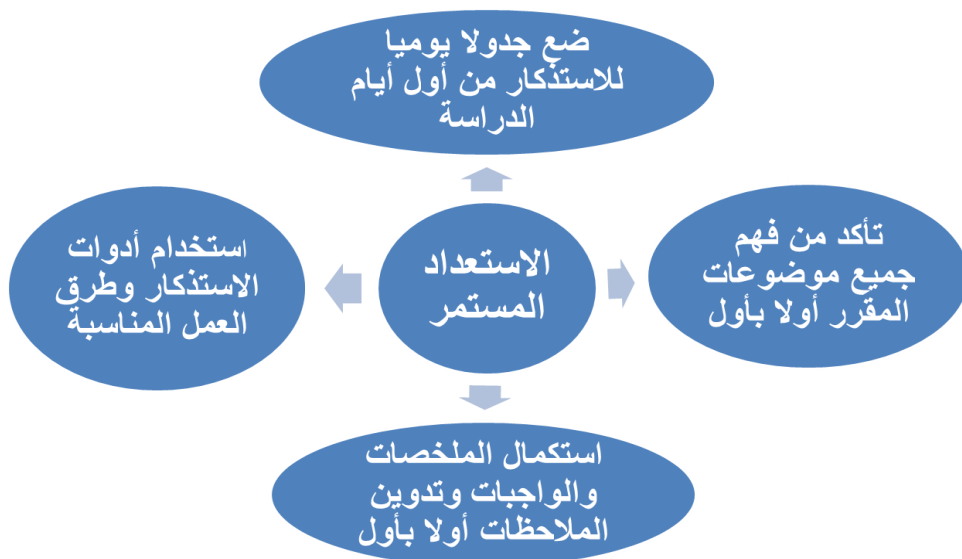 ضع جدولا يوميا
للاستذكار من أول أيام
الدراسة
تأكد من فهم
جميع موضوعات
المقرر أولا بأول
الاستعداد
المستمر
استخدام أدوات
الاستذكار وطرق
العمل المناسبة
استكمال الملخصات
والواجبات وتدوين
الملاحظات أولا بأول